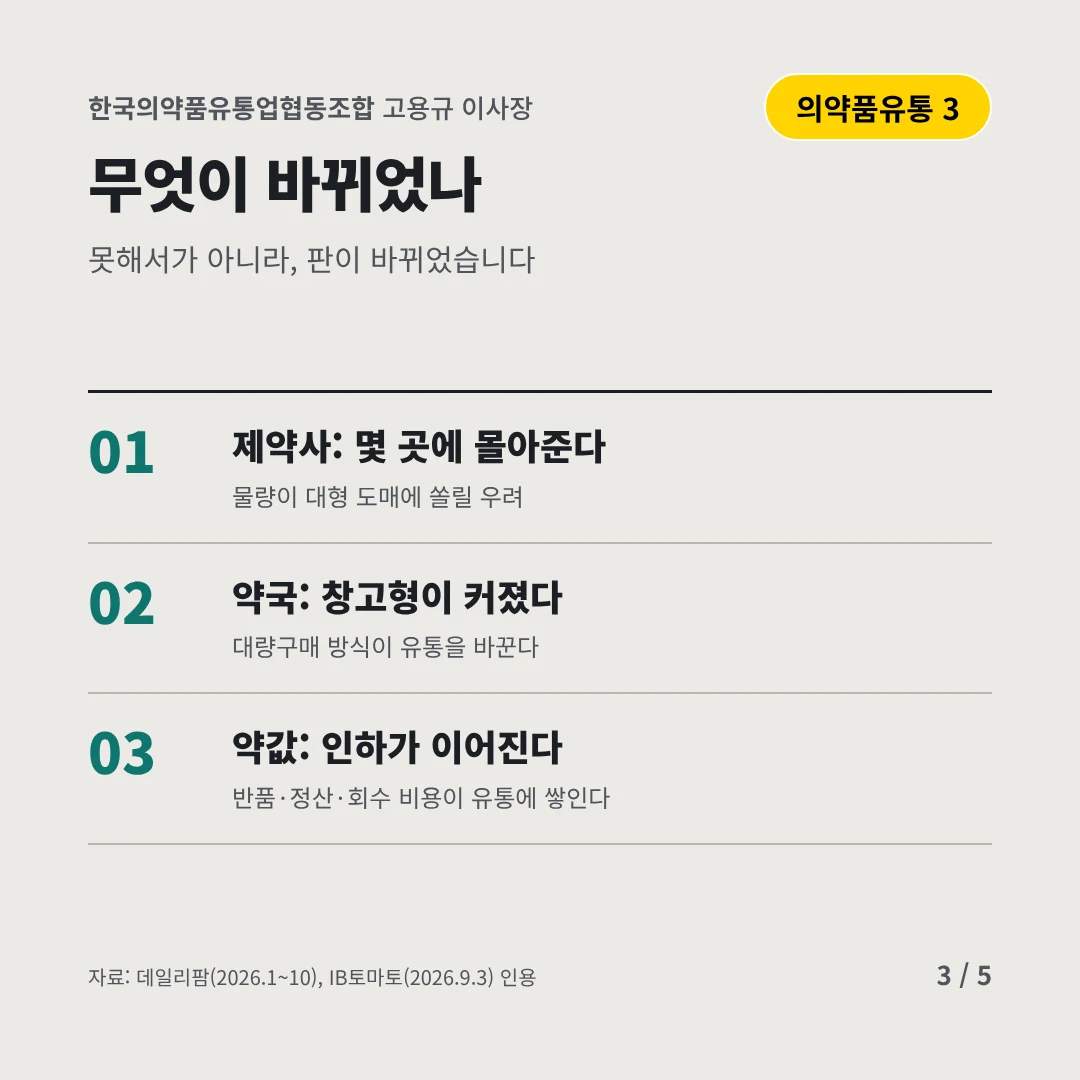 한국의약품유통업협동조합 고용규 이사장
의약품유통 3
무엇이 바뀌었나
못해서가 아니라, 판이 바뀌었습니다
01
제약사: 몇 곳에 몰아준다
물량이 대형 도매에 쏠릴 우려
02
약국: 창고형이 커졌다
대량구매 방식이 유통을 바꾼다
03
약값: 인하가 이어진다
반품·정산·회수 비용이 유통에 쌓인다
자료: 데일리팜(2026.1~10), IB토마토(2026.9.3) 인용
3 / 5